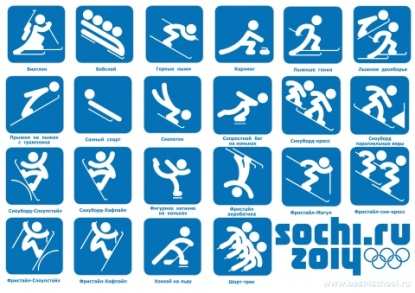 Биатлон
Бобслей
Горные лыжи
Керлинг
Лыжные гонки
Лыжное двоеборье
Прыжки на лыжах
с трамплина
Санный спорт
Скелетон
Скоростной бег
на коньках
Сноуборд-кросс
Сноуборд
параллельные виды
Сноуборд-Слоупстайл
Сноуборд-Хафпайп
Фигурное катание
на коньках
Фристайл
акробатика
Фристайл-Могул
Фристайл-ски-кросс
Фристайл-Слоупстайл
Фристайл-Хафпайп
Хоккей на льду
Шорт-трек
sochi.ru
2014